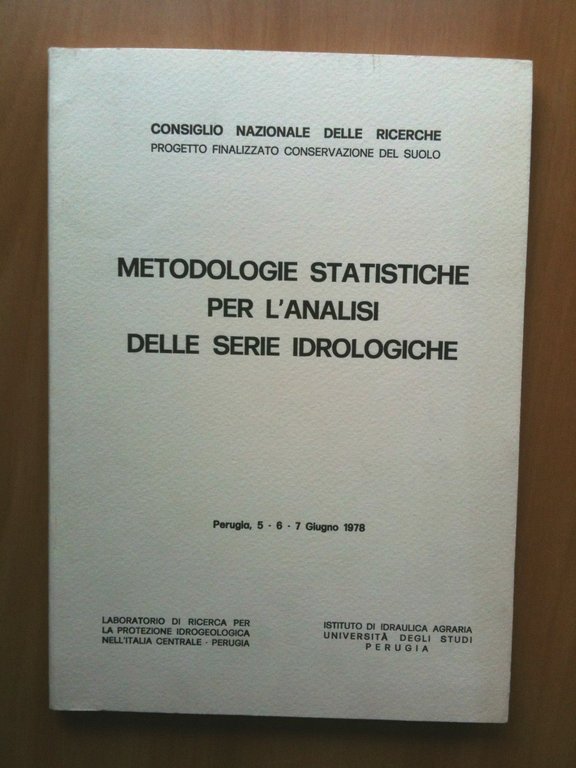 CONSIGLIO NAZIONALE DELLE RICERCHE
PROGETTO FINALIZZATO CONSERVAZIONE DEL SUOLO
METODOLOGIE STATISTICHE
PER L'ANALISI
DELLE SERIE IDROLOGICHE
Perugia, 5 - 6 - 7 Giugno 1978
LABORATORIO DI RICERCA PER
LA PROTEZIONE IDROGEOLOGICA
NELL'ITALIA CENTRALE - PERUGIA
ISTITUTO DI IDRAULICA AGRARIA
UNIVERSITÀ DEGLI STUDI
PERUGIA